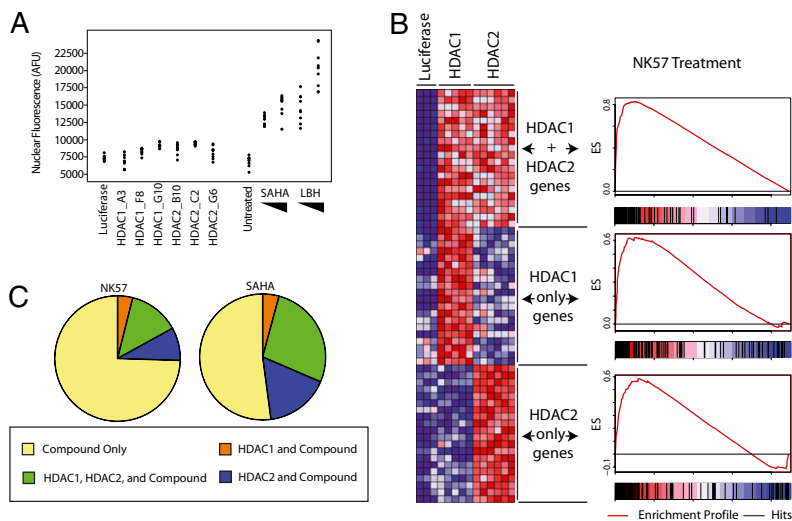 A
Nuclear Fluorescence (AFU)
22500
20000
17500
15000
12500
10000
7500
5000
Luciferase
HDAC1_A3
HDAC1_F8
HDAC1_G10
HDAC2_B10
HDAC2_C2
HDAC2_G6
Untreated
SAHA
LBH
B
Luciferase
HDAC1
HDAC2
HDAC1
+
HDAC2
genes
HDAC1
only
genes
HDAC2
only
genes
NK57 Treatment
0.8
ES
0.0
0.6
ES
0.0
0.6
ES
-0.1
Enrichment Profile
Hits
C
NK57
SAHA
Compound Only
HDAC1 and Compound
HDAC1, HDAC2, and Compound
HDAC2 and Compound